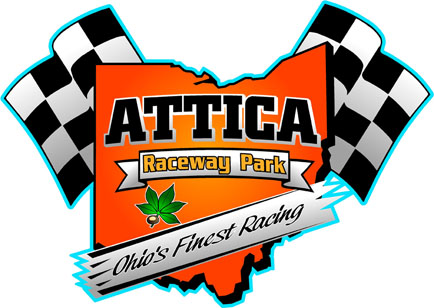 ATTICA
Raceway Park
Ohio's Finest Racing